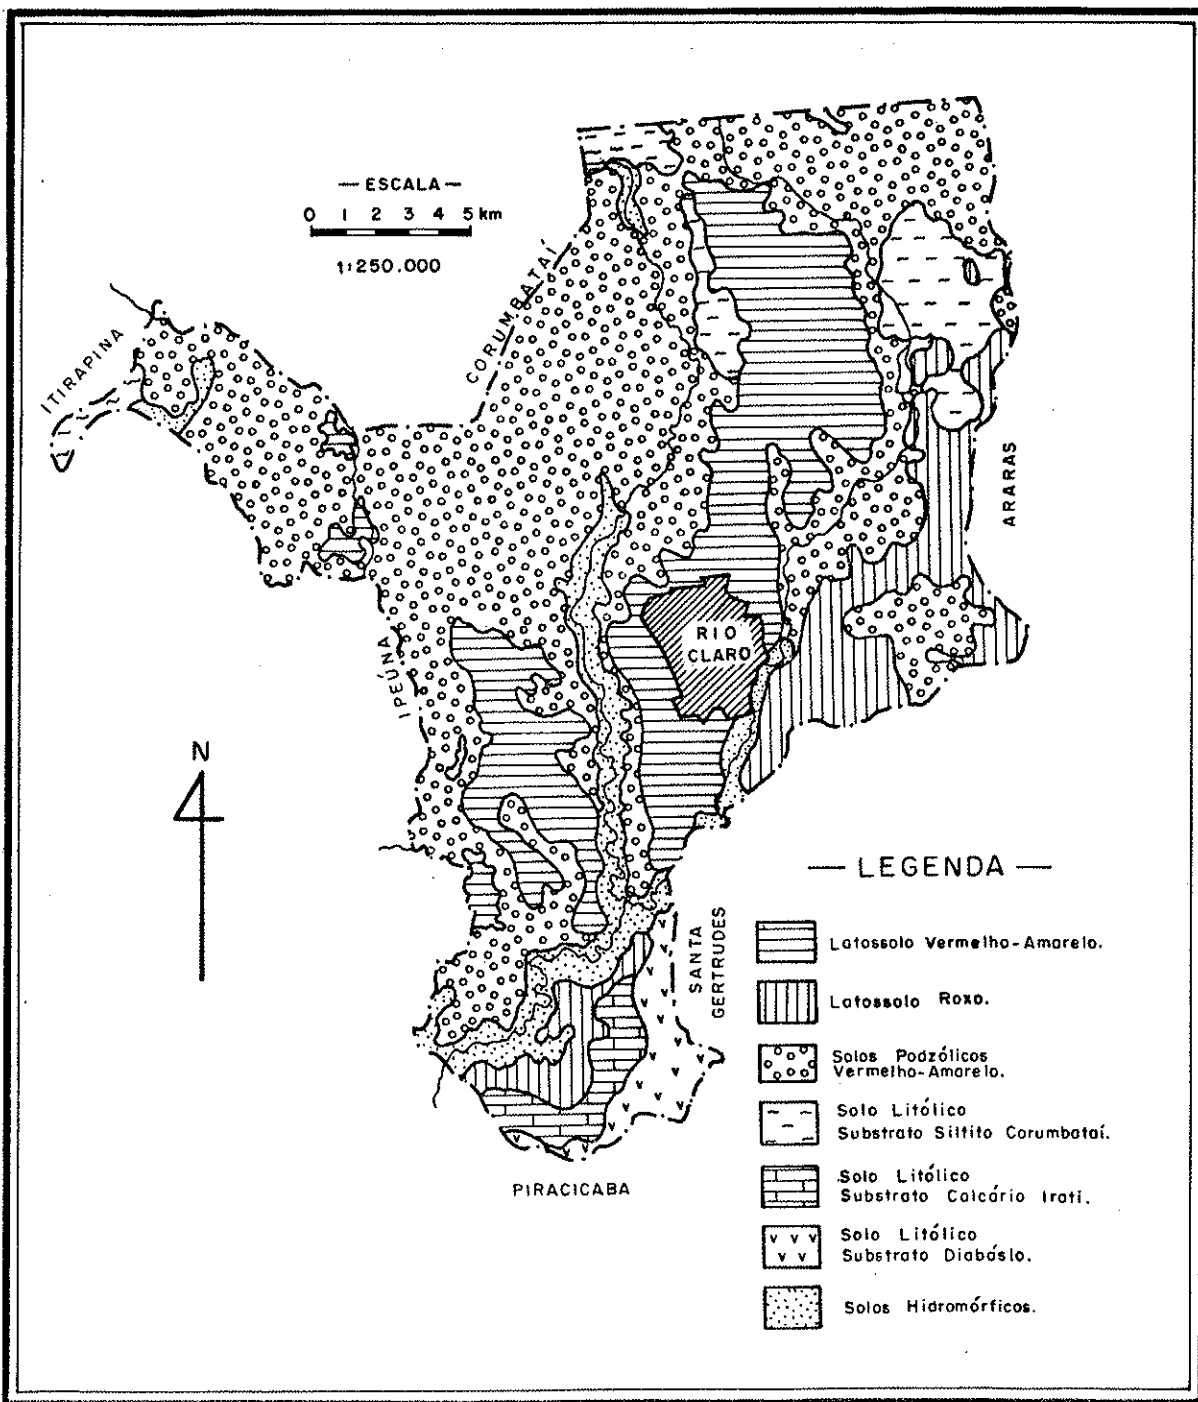 — ESCALA —
0 1 2 3 4 5 km
1:250.000
CORUMBATAÍ
ITIRAPINA
ARARAS
RIO
CLARO
IPEÚNA
N
— LEGENDA —
SANTA
GERTRUDES
Latossolo Vermelho-Amarelo.
Latossolo Roxo.
Solos Podzólicos
Vermelho-Amarelo.
Solo Litólico
Substrato Siltito Corumbataí.
Solo Litólico
Substrato Calcário Irati.
Solo Litólico
Substrato Diabásio.
Solos Hidromórficos.
PIRACICABA